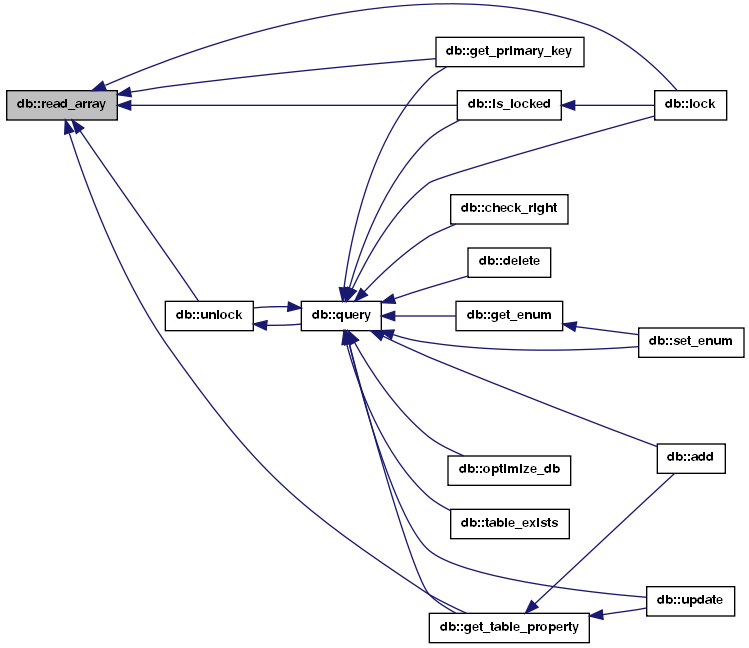 db::get_primary_key
db::read_array
db::is_locked
db::lock
db::check_right
db::delete
db::unlock
db::query
db::get_enum
db::set_enum
db::add
db::optimize_db
db::table_exists
db::update
db::get_table_property